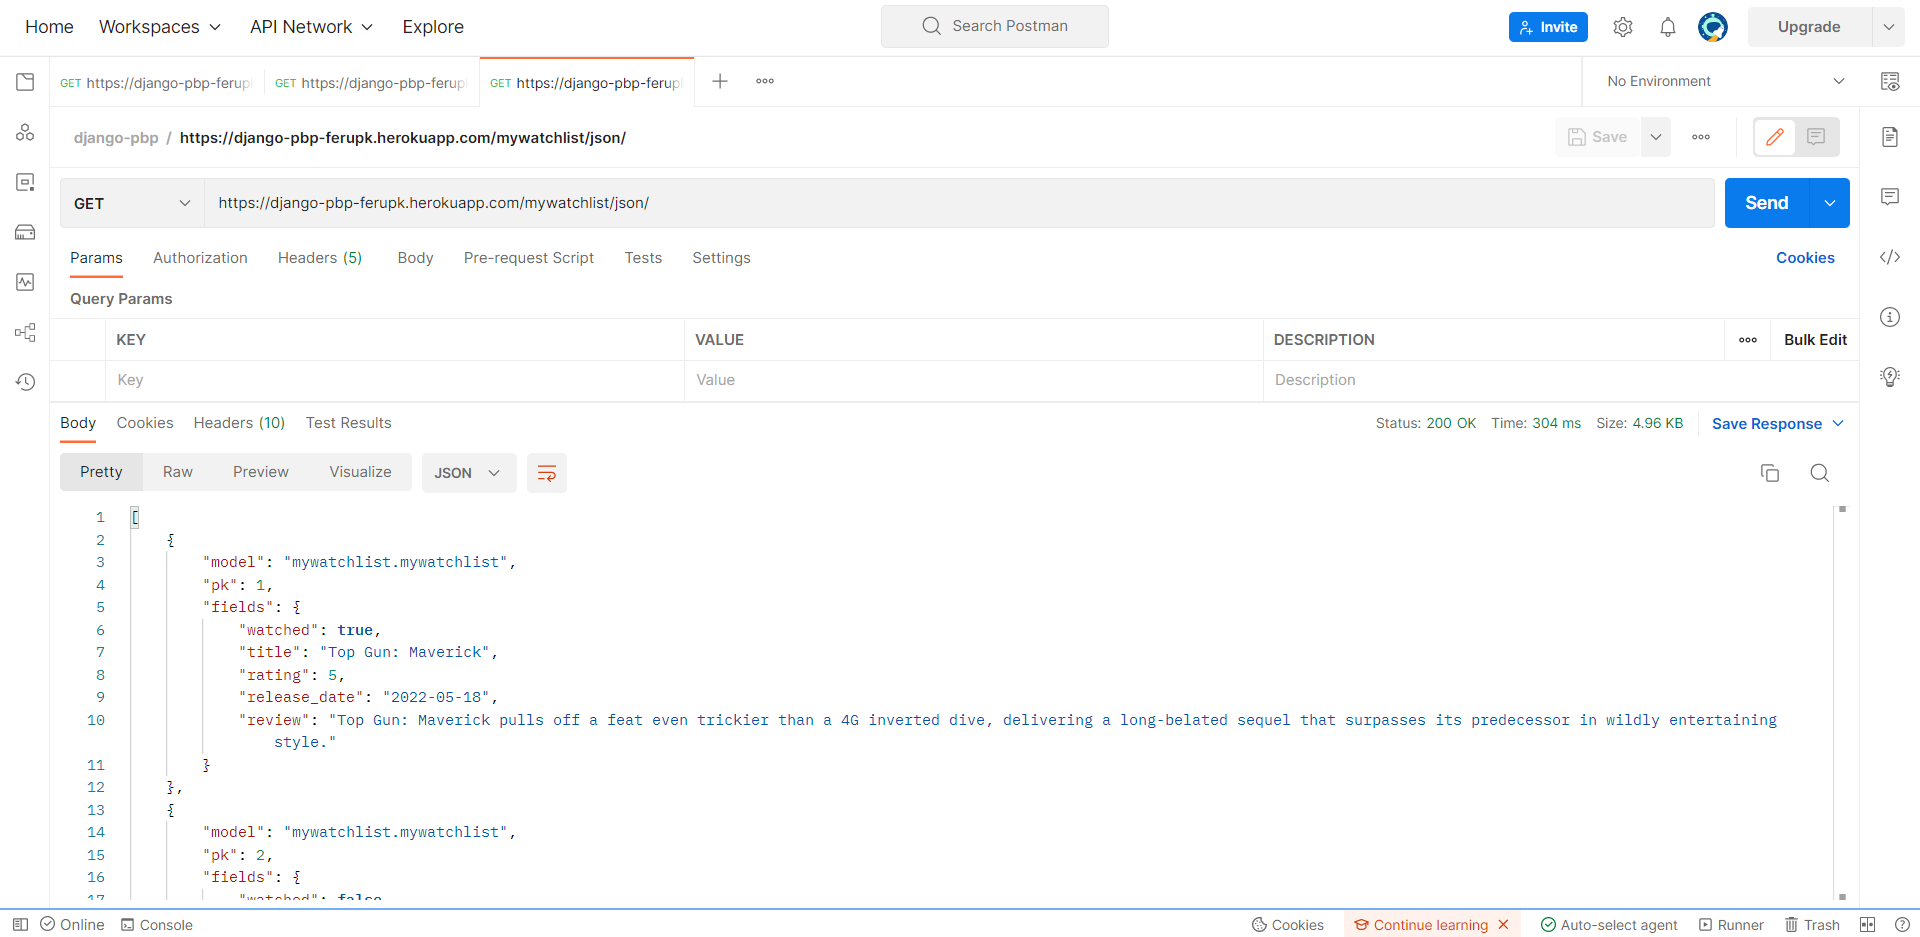 Home Workspaces API Network Explore Search Postman Invite Upgrade
GET https://django-pbp-ferup GET https://django-pbp-ferup GET https://django-pbp-ferup No Environment
django-pbp / https://django-pbp-ferupk.herokuapp.com/mywatchlist/json/ Save
GET https://django-pbp-ferupk.herokuapp.com/mywatchlist/json/ Send
Params Authorization Headers (5) Body Pre-request Script Tests Settings Cookies
Query Params
KEY VALUE DESCRIPTION Bulk Edit
Key Value Description
Body Cookies Headers (10) Test Results Status: 200 OK Time: 304 ms Size: 4.96 KB Save Response
Pretty Raw Preview Visualize JSON
1 [
2 {
3 "model": "mywatchlist.mywatchlist",
4 "pk": 1,
5 "fields": {
6 "watched": true,
7 "title": "Top Gun: Maverick",
8 "rating": 5,
9 "release_date": "2022-05-18",
10 "review": "Top Gun: Maverick pulls off a feat even trickier than a 4G inverted dive, delivering a long-belated sequel that surpasses its predecessor in wildly entertaining
style."
11 }
12 },
13 {
14 "model": "mywatchlist.mywatchlist",
15 "pk": 2,
16 "fields": {
17 "watched": false
Online Console Cookies Continue learning Auto-select agent Runner Trash